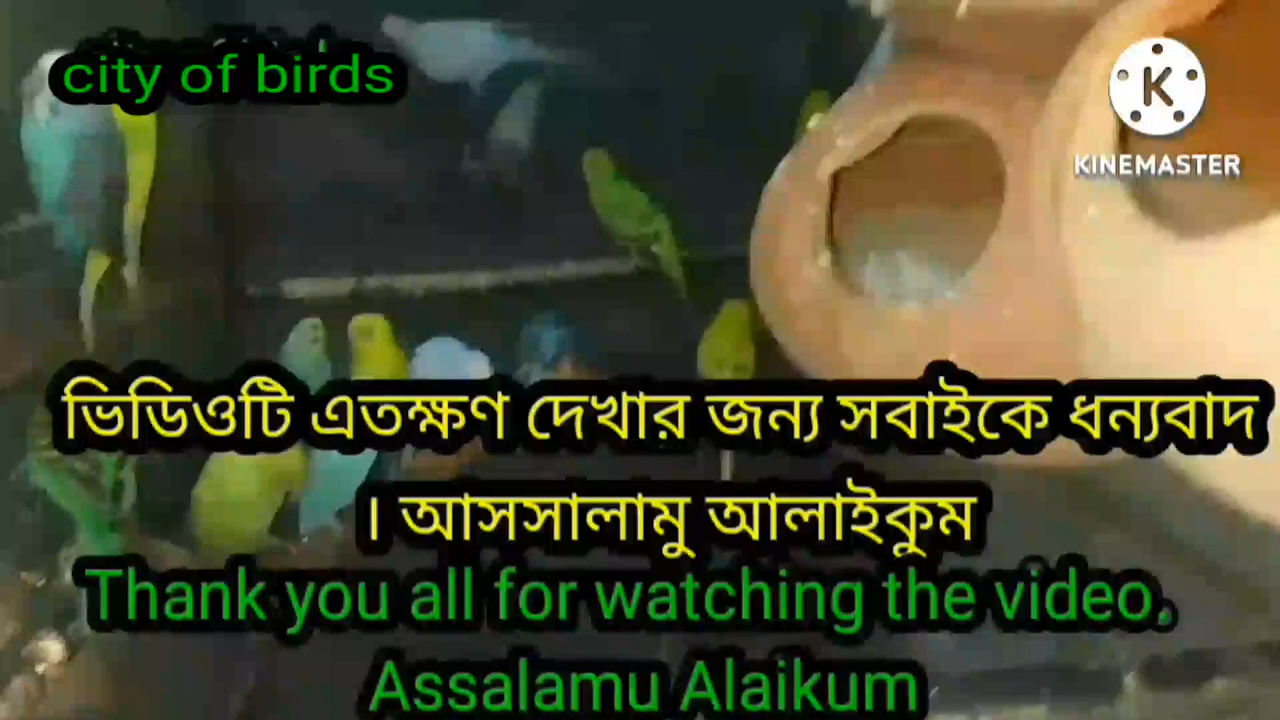 city of birds
KINEMASTER
ভিডিওটি এতক্ষণ দেখার জন্য সবাইকে ধন্যবাদ
। আসসালামু আলাইকুম
Thank you all for watching the video.
Assalamu Alaikum